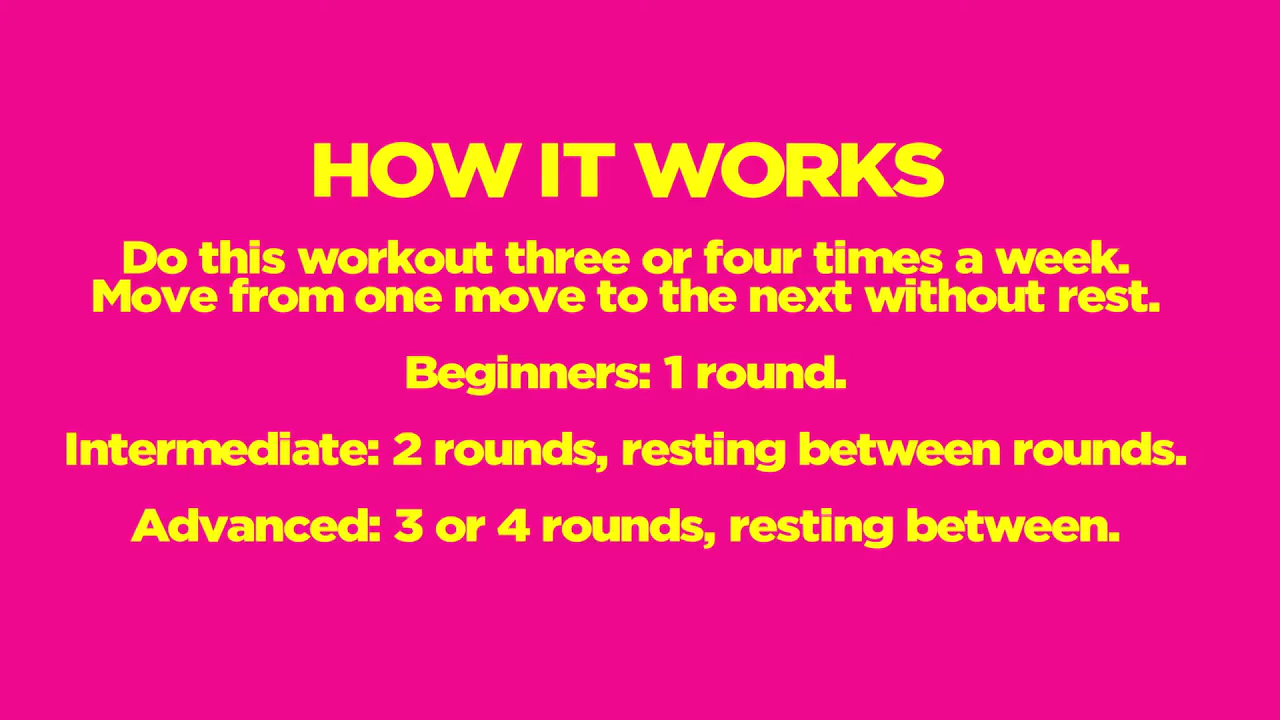 HOW IT WORKS
Do this workout three or four times a week.
Move from one move to the next without rest.
Beginners: 1 round.
Intermediate: 2 rounds, resting between rounds.
Advanced: 3 or 4 rounds, resting between.